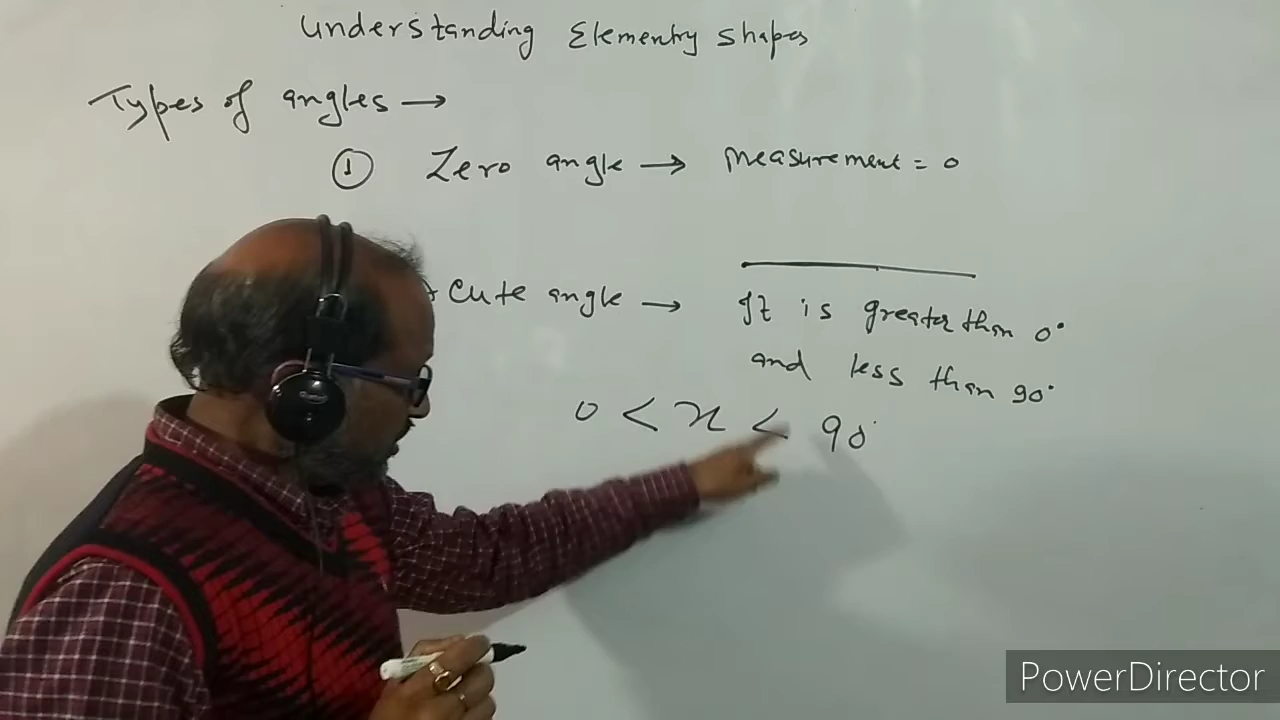 Understanding Elementry Shapes
Types of angles →
① Zero angle → measurement = 0
Cute angle → It is greater than 0°
and less than 90°
0 < x < 90°
PowerDirector